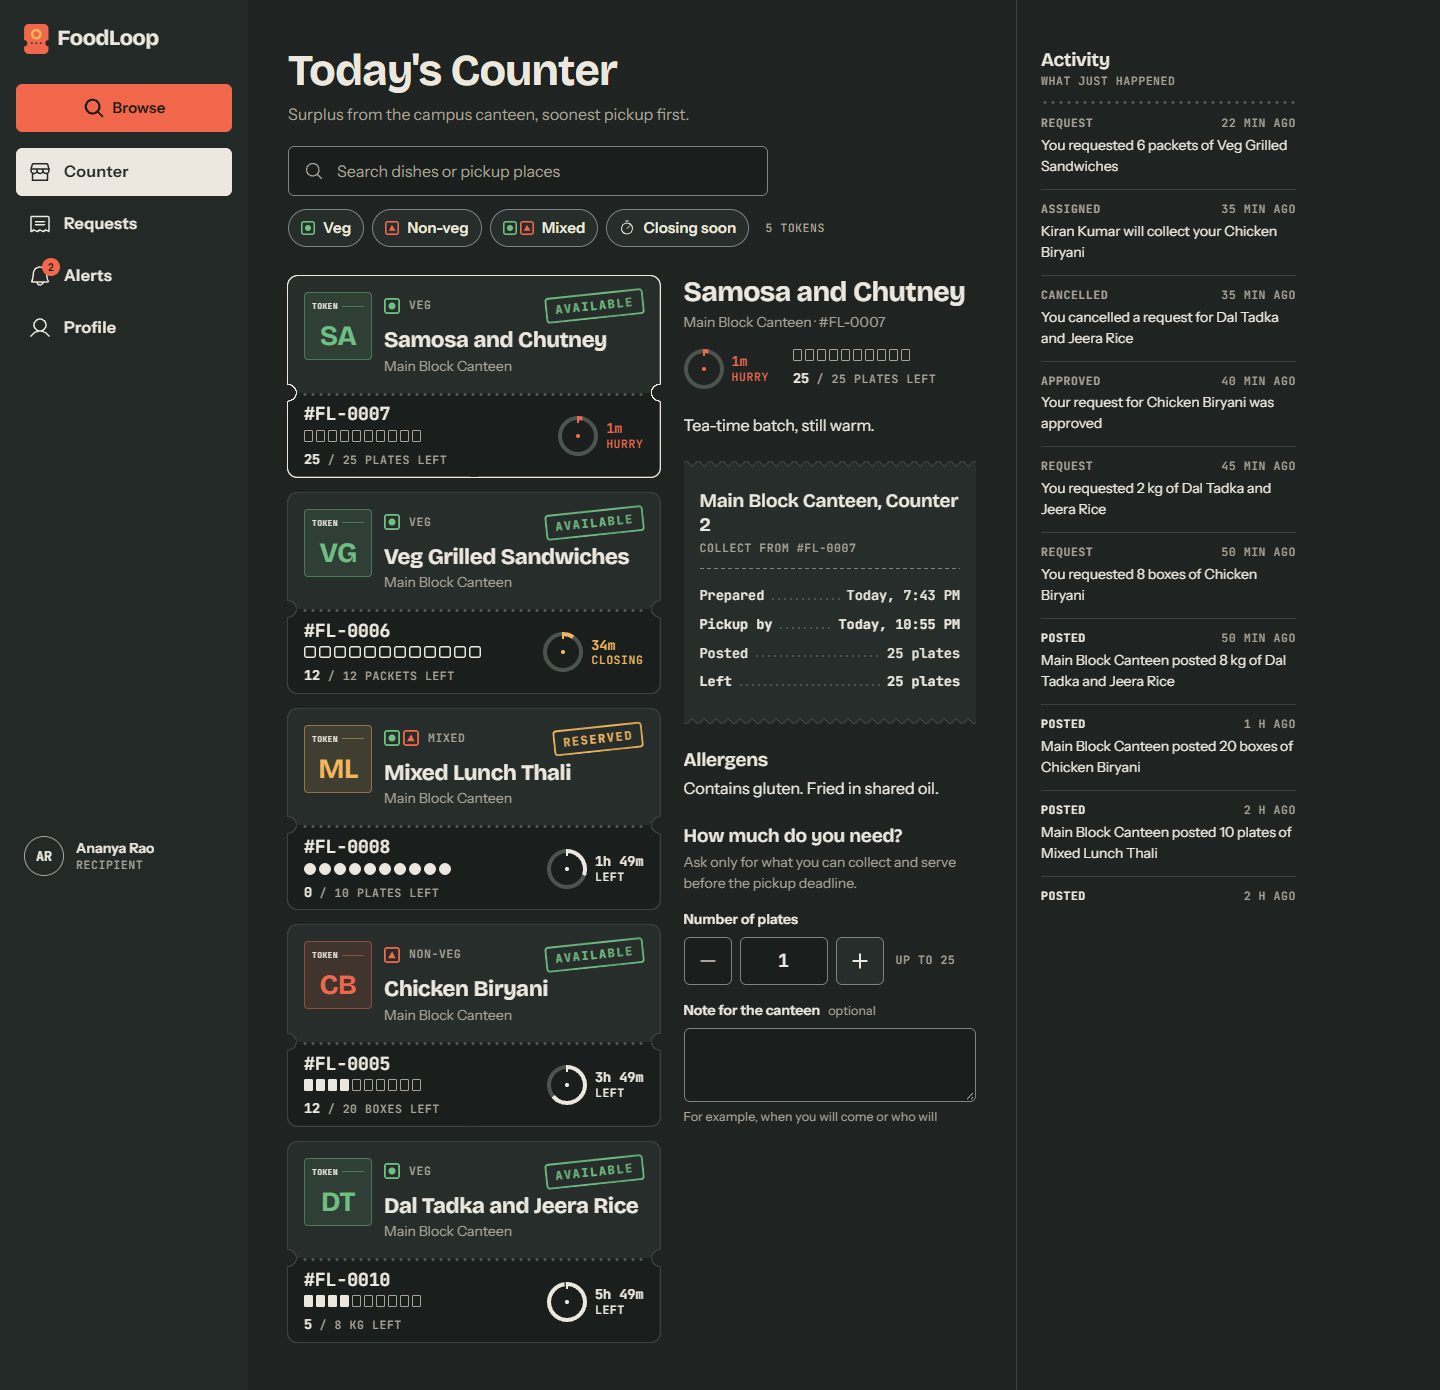 FoodLoop
Browse
Counter
Requests
2
Alerts
Profile
AR
Ananya Rao
RECIPIENT
Today's Counter
Surplus from the campus canteen, soonest pickup first.
Search dishes or pickup places
Veg
Non-veg
Mixed
Closing soon
5 TOKENS
TOKEN
SA
VEG
AVAILABLE
Samosa and Chutney
Main Block Canteen
#FL-0007
25 / 25 PLATES LEFT
1m
HURRY
TOKEN
VG
VEG
AVAILABLE
Veg Grilled Sandwiches
Main Block Canteen
#FL-0006
12 / 12 PACKETS LEFT
34m
CLOSING
TOKEN
ML
MIXED
RESERVED
Mixed Lunch Thali
Main Block Canteen
#FL-0008
0 / 10 PLATES LEFT
1h 49m
LEFT
TOKEN
CB
NON-VEG
AVAILABLE
Chicken Biryani
Main Block Canteen
#FL-0005
12 / 20 BOXES LEFT
3h 49m
LEFT
TOKEN
DT
VEG
AVAILABLE
Dal Tadka and Jeera Rice
Main Block Canteen
#FL-0010
5 / 8 KG LEFT
5h 49m
LEFT
Samosa and Chutney
Main Block Canteen · #FL-0007
1m
HURRY
25 / 25 PLATES LEFT
Tea-time batch, still warm.
Main Block Canteen, Counter
2
COLLECT FROM #FL-0007
Prepared ........... Today, 7:43 PM
Pickup by ......... Today, 10:55 PM
Posted ..................... 25 plates
Left ........................ 25 plates
Allergens
Contains gluten. Fried in shared oil.
How much do you need?
Ask only for what you can collect and serve
before the pickup deadline.
Number of plates
1
UP TO 25
Note for the canteen optional
For example, when you will come or who will
Activity
WHAT JUST HAPPENED
REQUEST 22 MIN AGO
You requested 6 packets of Veg Grilled
Sandwiches
ASSIGNED 35 MIN AGO
Kiran Kumar will collect your Chicken
Biryani
CANCELLED 35 MIN AGO
You cancelled a request for Dal Tadka
and Jeera Rice
APPROVED 40 MIN AGO
Your request for Chicken Biryani was
approved
REQUEST 45 MIN AGO
You requested 2 kg of Dal Tadka and
Jeera Rice
REQUEST 50 MIN AGO
You requested 8 boxes of Chicken
Biryani
POSTED 50 MIN AGO
Main Block Canteen posted 8 kg of Dal
Tadka and Jeera Rice
POSTED 1 H AGO
Main Block Canteen posted 20 boxes of
Chicken Biryani
POSTED 2 H AGO
Main Block Canteen posted 10 plates of
Mixed Lunch Thali
POSTED 2 H AGO